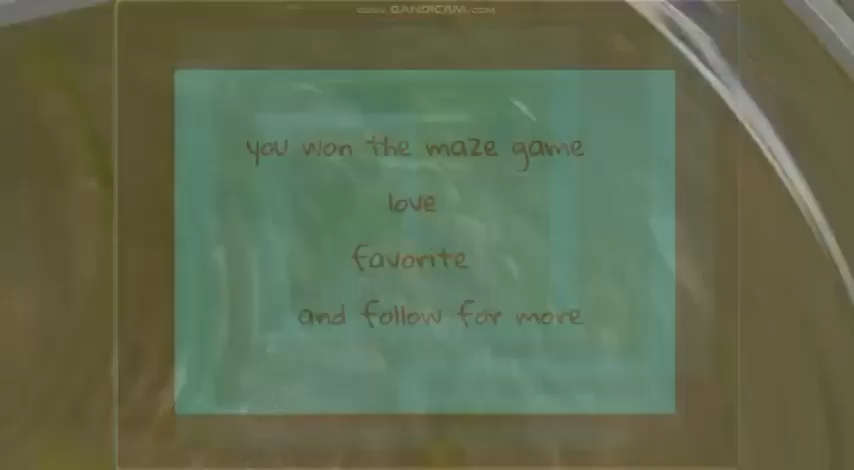 www.BANDICAM.com
you won the maze game
love
favorite
and follow for more